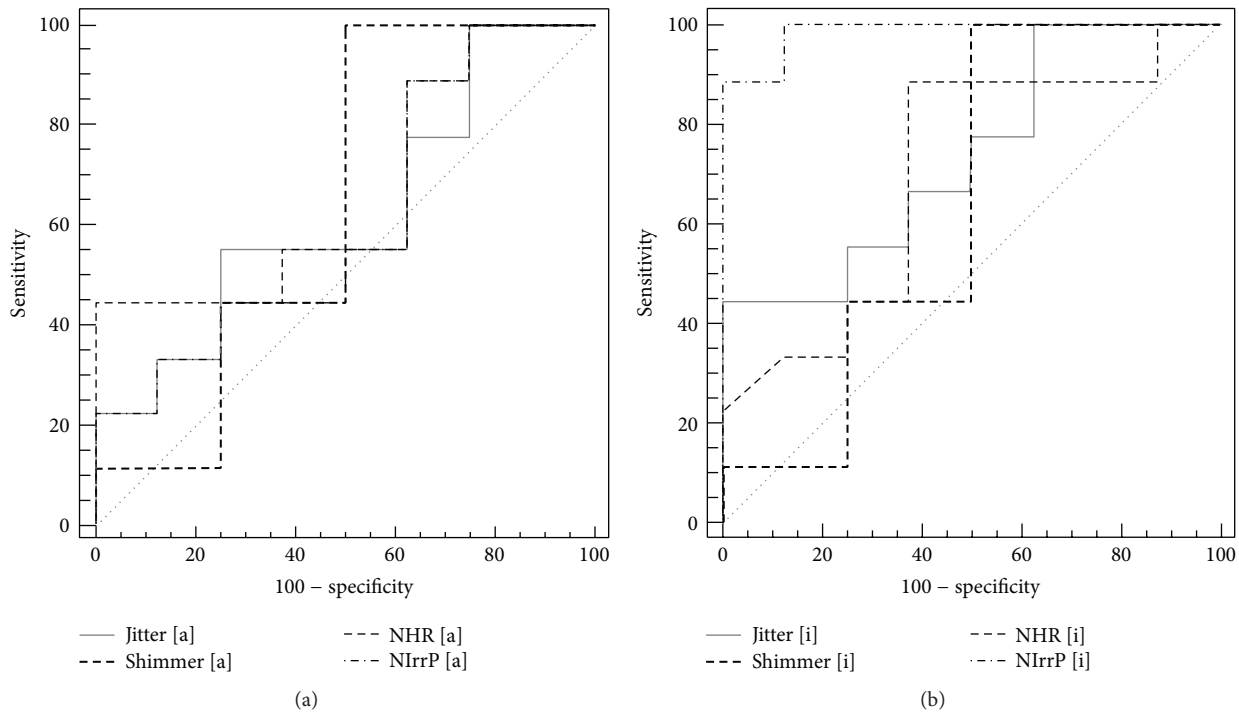 100
80
60
40
20
0
Sensitivity
0 20 40 60 80 100
100 − specificity
Jitter [a]
Shimmer [a]
NHR [a]
NIrrP [a]
(a)
100
80
60
40
20
0
Sensitivity
0 20 40 60 80 100
100 − specificity
Jitter [i]
Shimmer [i]
NHR [i]
NIrrP [i]
(b)